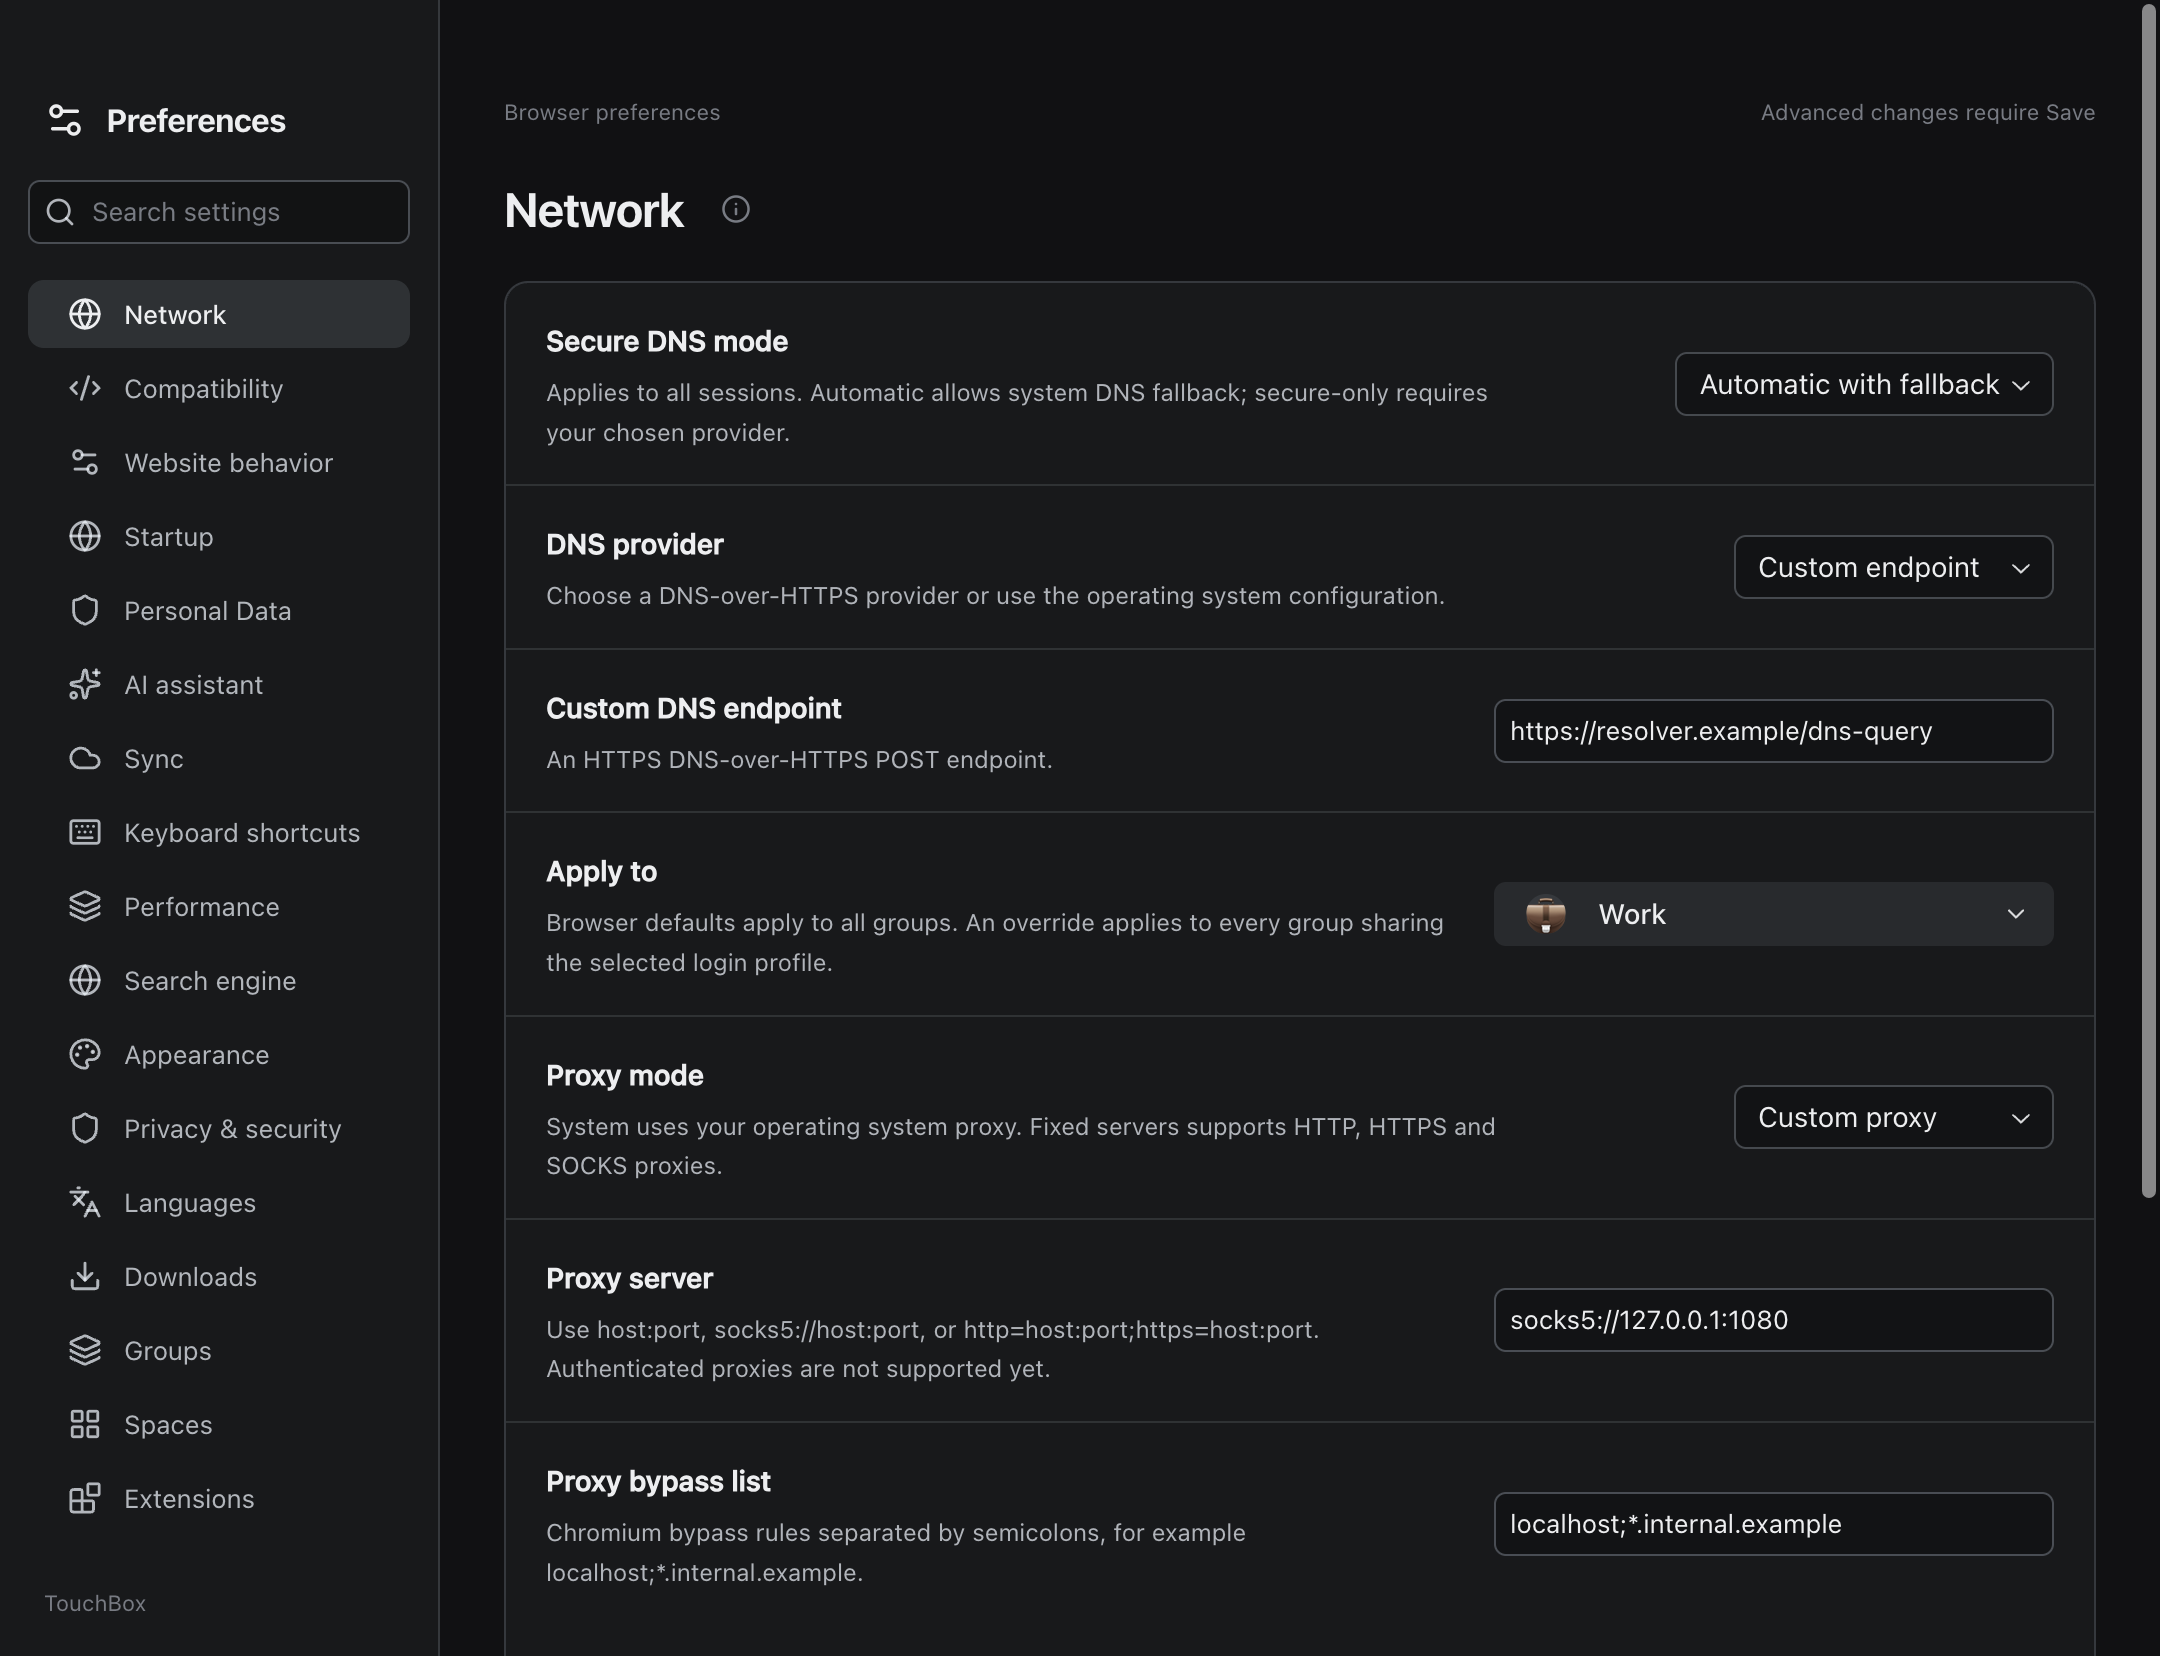 Preferences
Search settings
Network
Compatibility
Website behavior
Startup
Personal Data
AI assistant
Sync
Keyboard shortcuts
Performance
Search engine
Appearance
Privacy & security
Languages
Downloads
Groups
Spaces
Extensions
TouchBox
Browser preferences
Advanced changes require Save
Network
Secure DNS mode
Applies to all sessions. Automatic allows system DNS fallback; secure-only requires
your chosen provider.
Automatic with fallback
DNS provider
Choose a DNS-over-HTTPS provider or use the operating system configuration.
Custom endpoint
Custom DNS endpoint
An HTTPS DNS-over-HTTPS POST endpoint.
https://resolver.example/dns-query
Apply to
Browser defaults apply to all groups. An override applies to every group sharing
the selected login profile.
Work
Proxy mode
System uses your operating system proxy. Fixed servers supports HTTP, HTTPS and
SOCKS proxies.
Custom proxy
Proxy server
Use host:port, socks5://host:port, or http=host:port;https=host:port.
Authenticated proxies are not supported yet.
socks5://127.0.0.1:1080
Proxy bypass list
Chromium bypass rules separated by semicolons, for example
localhost;*.internal.example.
localhost;*.internal.example